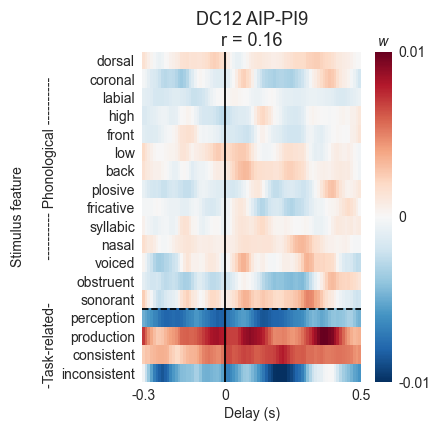 DC12 AIP-PI9
r = 0.16
w
dorsal
coronal
labial
high
front
low
back
plosive
fricative
syllabic
nasal
voiced
obstruent
sonorant
perception
production
consistent
inconsistent
Stimulus feature
-Task-related- ---------- Phonological ----------
0.01
0
-0.01
-0.3 0 0.5
Delay (s)